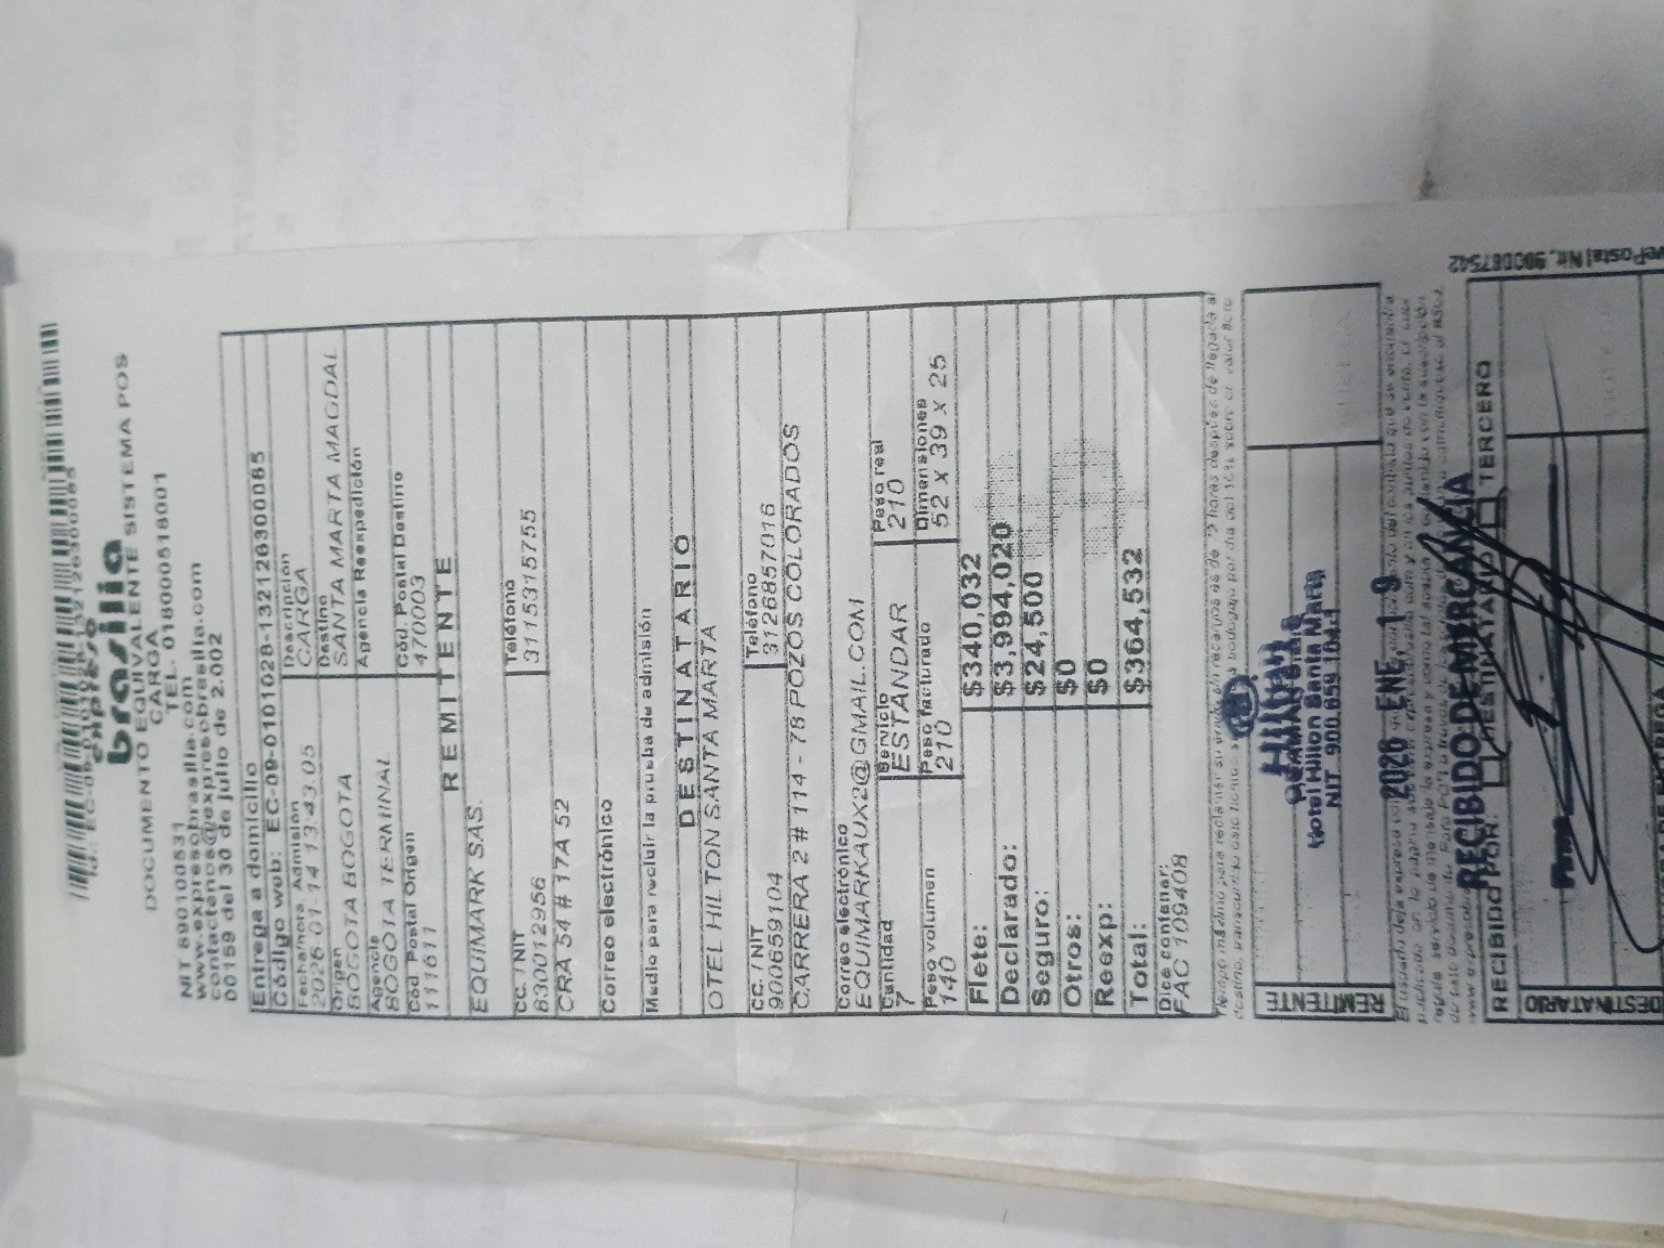 expreso
brasilia
DOCUMENTO EQUIVALENTE SISTEMA POS
CARGA
TEL. 018000518001
NIT 890100531
www.expresobrasilia.com
contactenos@expresobrasilia.com
00159 del 30 de julio de 2.002
Entrega a domicilio
Código web: EC-09-0101028-1321263000​85
Fecha/hora Admisión Descripción
2026-01-14 13:43:05 CARGA
Origen Destino
BOGOTA BOGOTA SANTA MARTA MAGDAL
Agencia Agencia Reexpedición
BOGOTA TERMINAL
Cód. Postal Origen Cód. Postal Destino
111611 470003
REMITENTE
EQUIMARK SAS.
CC. / NIT Teléfono
830012956 3115315755
CRA 54 # 17A 52
Correo electrónico
Medio para recluir la prueba de admisión
DESTINATARIO
OTEL HILTON SANTA MARTA
CC. / NIT Teléfono
900659104 3126857016
CARRERA 2 # 114 - 78 POZOS COLORADOS
Correo electrónico
EQUIMARKAUX2@GMAIL.COM
Cantidad Servicio Peso real
7 ESTANDAR 210
Peso volumen Peso facturado Dimensiones
140 210 52 x 39 x 25
Flete: $340,032
Declarado: $3,994,020
Seguro: $24,500
Otros: $0
Reexp: $0
Total: $364,532
Dice contener:
FAC 109408
REMITENTE
Hilton
Hotel Hilton Santa Marta
NIT 900.659.104-1
2026 ENE 19
RECIBIDO DE MERCANCIA
RECIBIDO POR: DESTINATARIO TERCERO
DESTINATARIO
Firma